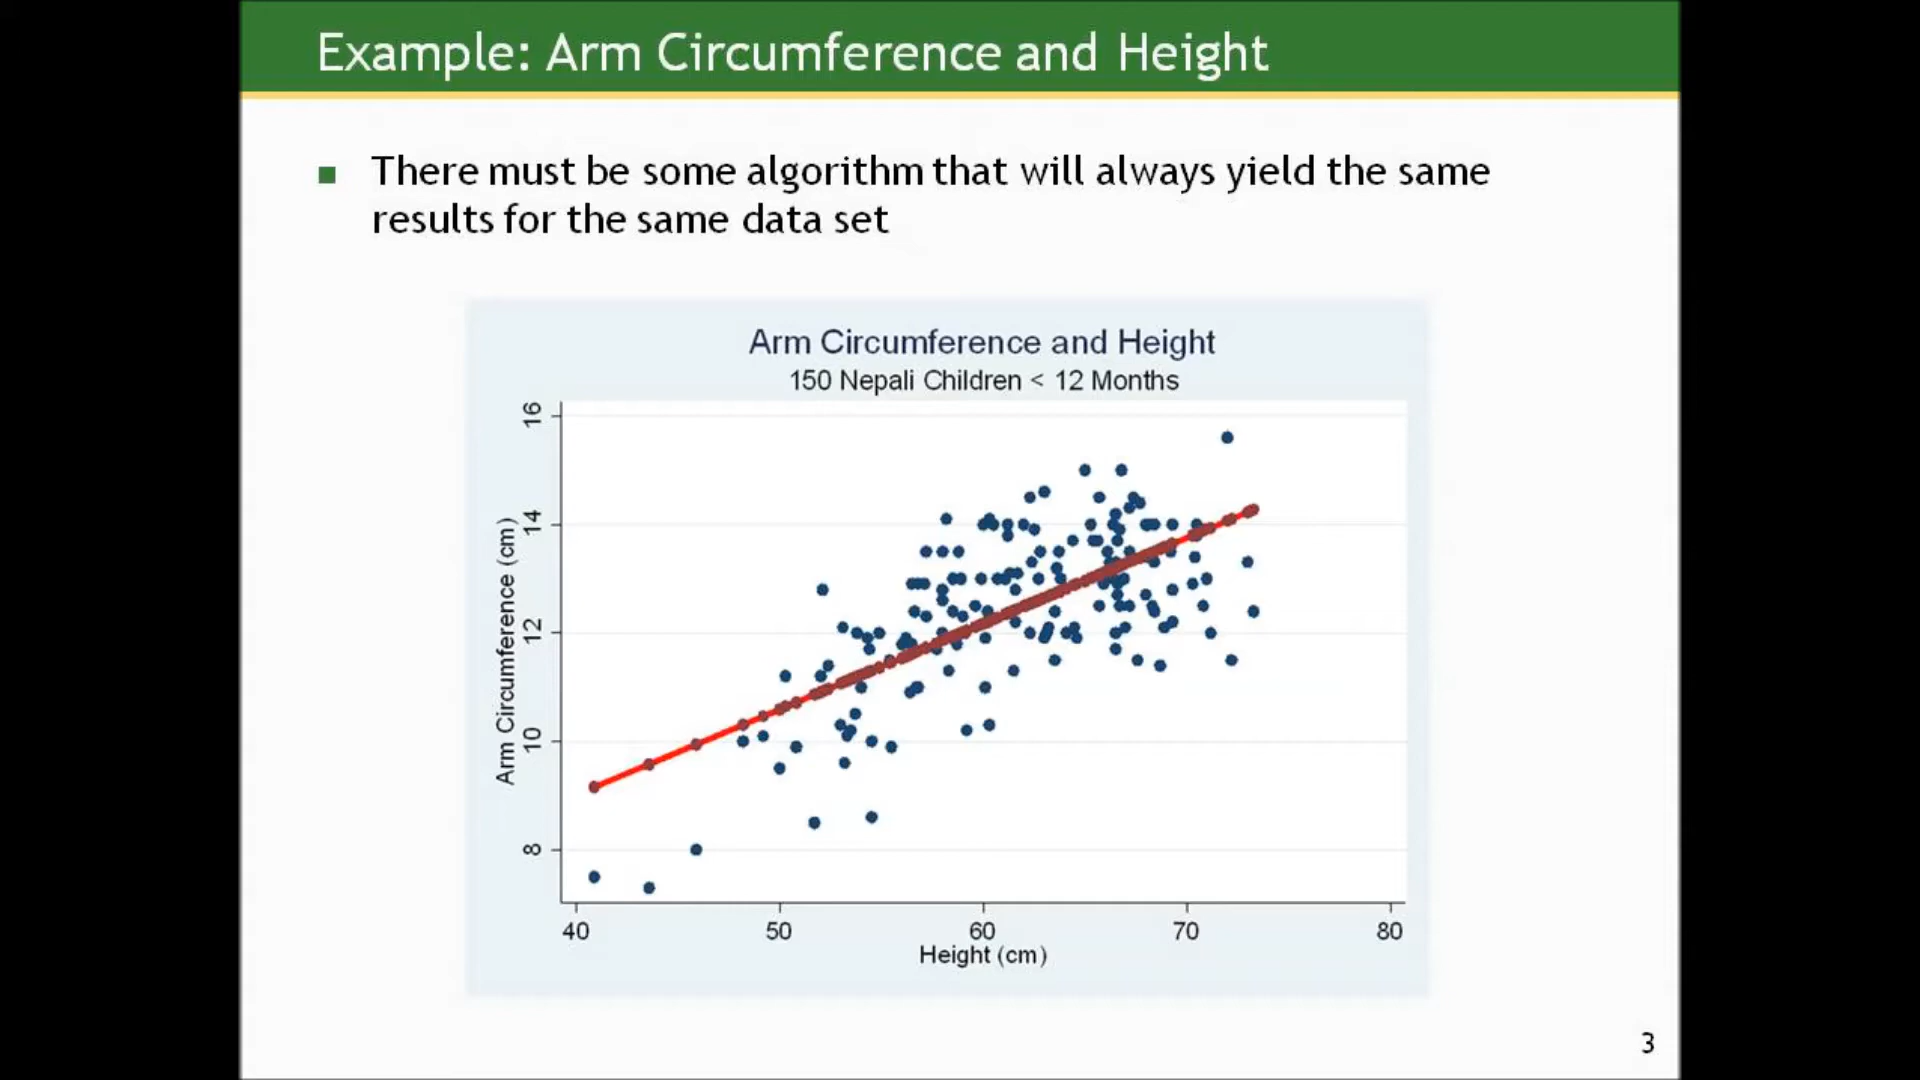 Example: Arm Circumference and Height
There must be some algorithm that will always yield the same
results for the same data set
Arm Circumference and Height
150 Nepali Children < 12 Months
Arm Circumference (cm)
16
14
12
10
8
40 50 60 70 80
Height (cm)
3